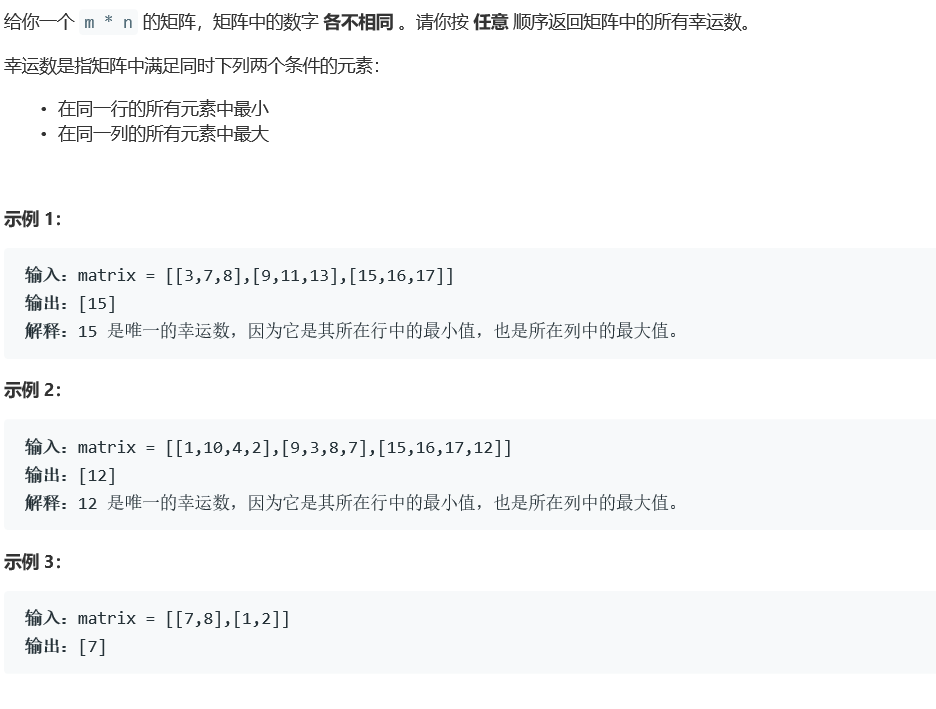 给你一个 m * n 的矩阵，矩阵中的数字 各不相同 。请你按 任意 顺序返回矩阵中的所有幸运数。
幸运数是指矩阵中满足同时下列两个条件的元素：
• 在同一行的所有元素中最小
• 在同一列的所有元素中最大
示例 1：
输入：matrix = [[3,7,8],[9,11,13],[15,16,17]]
输出：[15]
解释：15 是唯一的幸运数，因为它是其所在行中的最小值，也是所在列中的最大值。
示例 2：
输入：matrix = [[1,10,4,2],[9,3,8,7],[15,16,17,12]]
输出：[12]
解释：12 是唯一的幸运数，因为它是其所在行中的最小值，也是所在列中的最大值。
示例 3：
输入：matrix = [[7,8],[1,2]]
输出：[7]